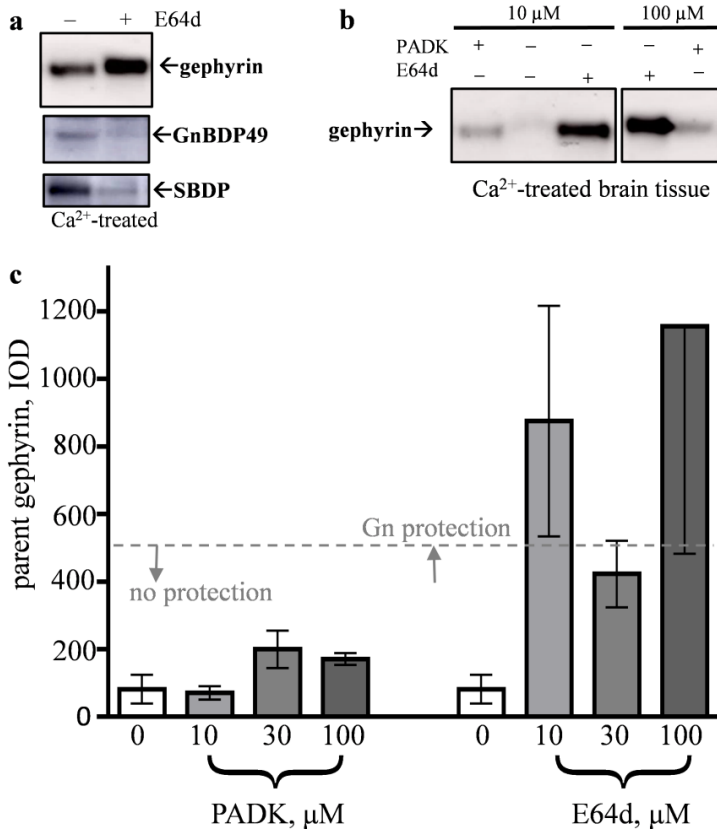 a
– +
E64d
←gephyrin
←GnBDP49
←SBDP
Ca²⁺-treated
b
10 µM 100 µM
PADK + – – – +
E64d – – + + –
gephyrin→
Ca²⁺-treated brain tissue
c
parent gephyrin, IOD
1200
1000
800
600
400
200
0
Gn protection
no protection
0 10 30 100 0 10 30 100
PADK, µM E64d, µM